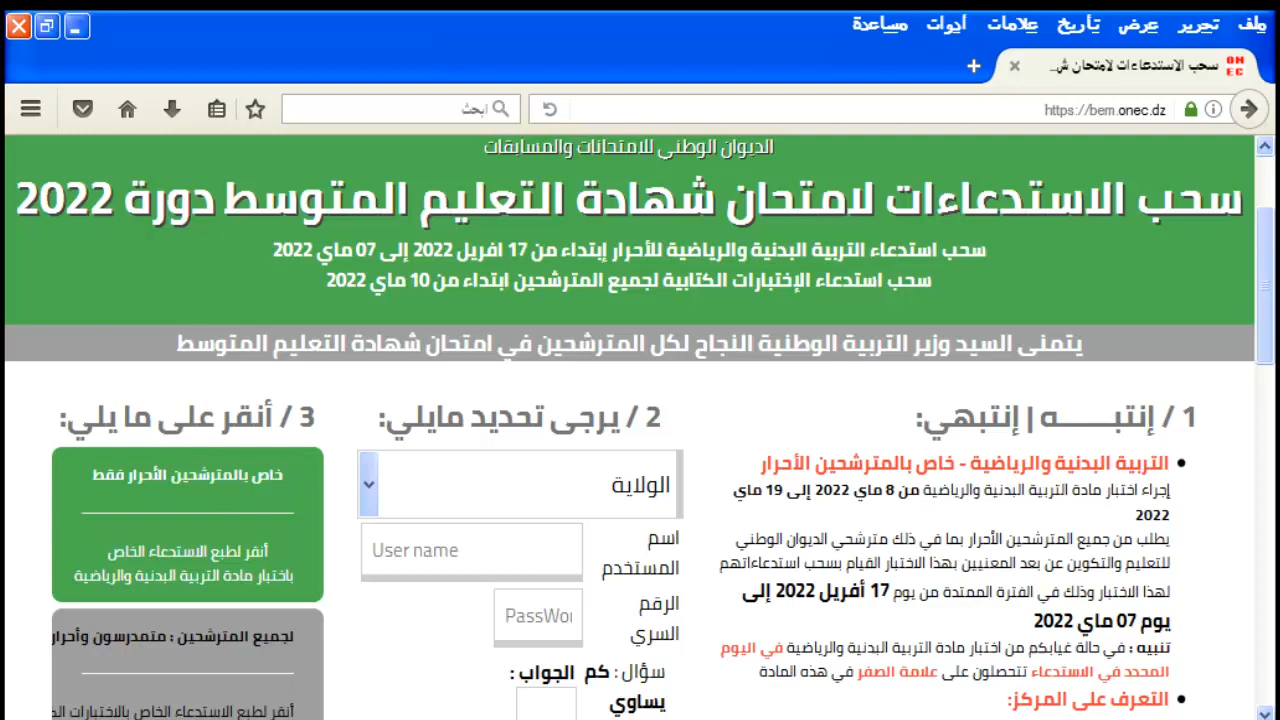 ملف تحرير عرض تأريخ علامات أدوات مساعدة
ON
EC
سحب الاستدعاءات لامتحان ش...
https://bem.onec.dz
ابحث
الديوان الوطني للامتحانات والمسابقات
سحب الاستدعاءات لامتحان شهادة التعليم المتوسط دورة 2022
سحب استدعاء التربية البدنية والرياضية للأحرار إبتداء من 17 افريل 2022 إلى 07 ماي 2022
سحب استدعاء الإختبارات الكتابية لجميع المترشحين ابتداء من 10 ماي 2022
يتمنى السيد وزير التربية الوطنية النجاح لكل المترشحين في امتحان شهادة التعليم المتوسط
1 / إنتبـــــه | إنتبهي:
التربية البدنية والرياضية - خاص بالمترشحين الأحرار
إجراء اختبار مادة التربية البدنية والرياضية من 8 ماي 2022 إلى 19 ماي
2022
يطلب من جميع المترشحين الأحرار بما في ذلك مترشحي الديوان الوطني
للتعليم والتكوين عن بعد المعنيين بهذا الاختبار القيام بسحب استدعاءاتهم
لهذا الاختبار وذلك في الفترة الممتدة من يوم 17 أفريل 2022 إلى
يوم 07 ماي 2022
تنبيه : في حالة غيابكم من اختبار مادة التربية البدنية والرياضية في اليوم
المحدد في الاستدعاء تتحصلون على علامة الصفر في هذه المادة
التعرف على المركز:
2 / يرجى تحديد مايلي:
الولاية
اسم
المستخدم
User name
الرقم
السري
PassWor
سؤال : كم الجواب :
يساوي
3 / أنقر على ما يلي:
خاص بالمترشحين الأحرار فقط
أنقر لطبع الاستدعاء الخاص
باختبار مادة التربية البدنية والرياضية
لجميع المترشحين : متمدرسون وأحرار
أنقر لطبع الاستدعاء الخاص بالاختبارات